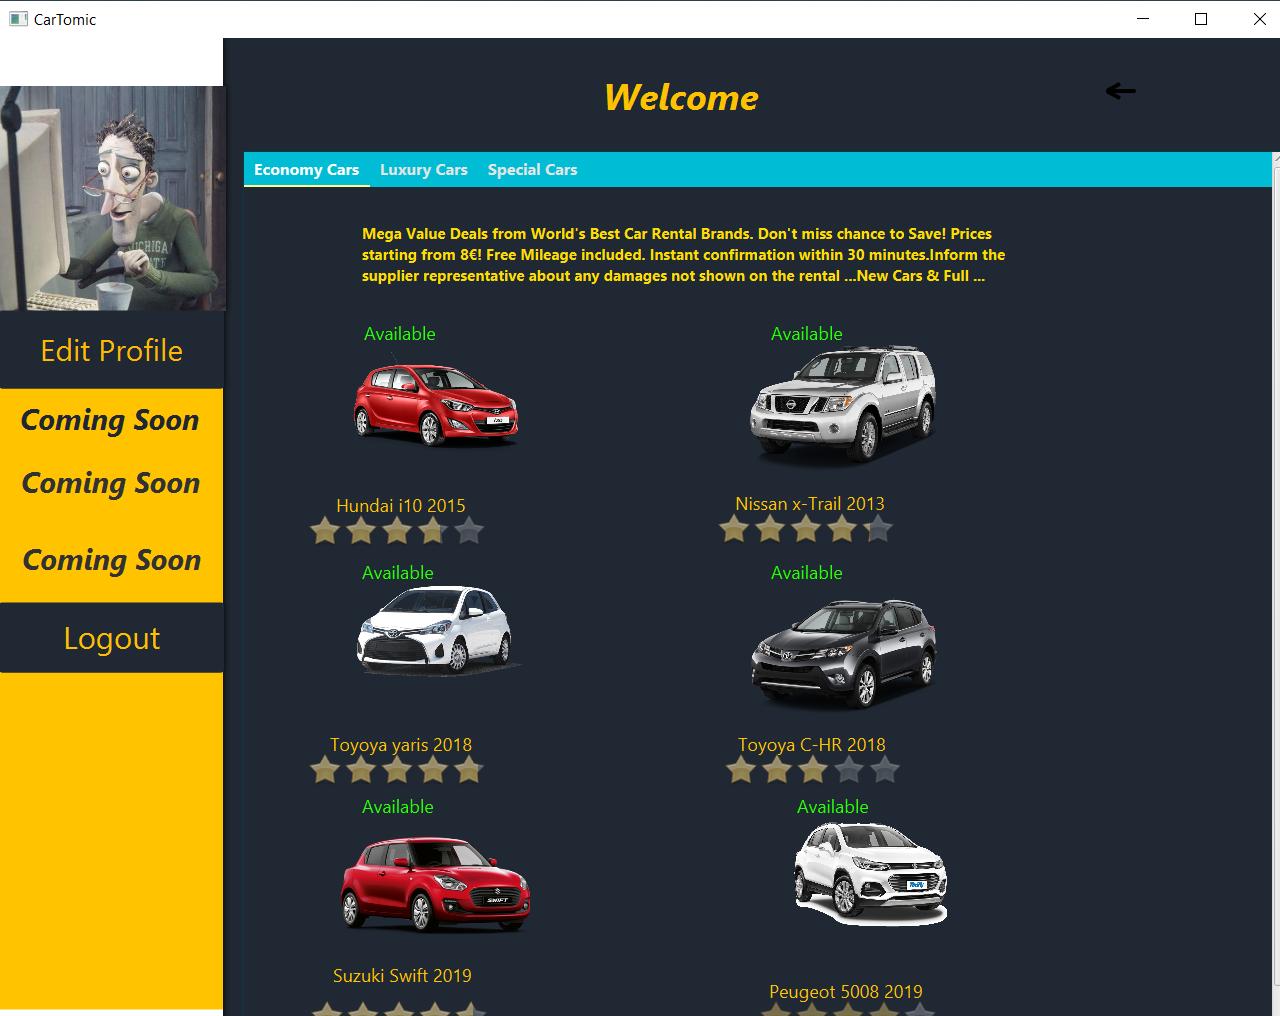 CarTomic
Welcome
Economy Cars Luxury Cars Special Cars
Mega Value Deals from World's Best Car Rental Brands. Don't miss chance to Save! Prices
starting from 8€! Free Mileage included. Instant confirmation within 30 minutes.Inform the
supplier representative about any damages not shown on the rental ...New Cars & Full ...
MICHIGAN
STATE
Edit Profile
Coming Soon
Coming Soon
Coming Soon
Logout
Available
Available
Hundai i10 2015
Nissan x-Trail 2013
Available
Available
Toyoya yaris 2018
Toyoya C-HR 2018
Available
Available
SWIFT
Suzuki Swift 2019
Peugeot 5008 2019